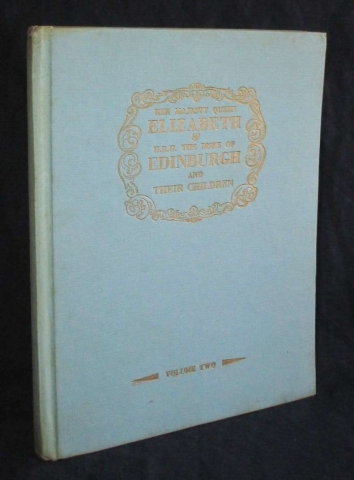 HER MAJESTY QUEEN
ELIZABETH
&
H.R.H. THE DUKE OF
EDINBURGH
AND
THEIR CHILDREN
VOLUME TWO